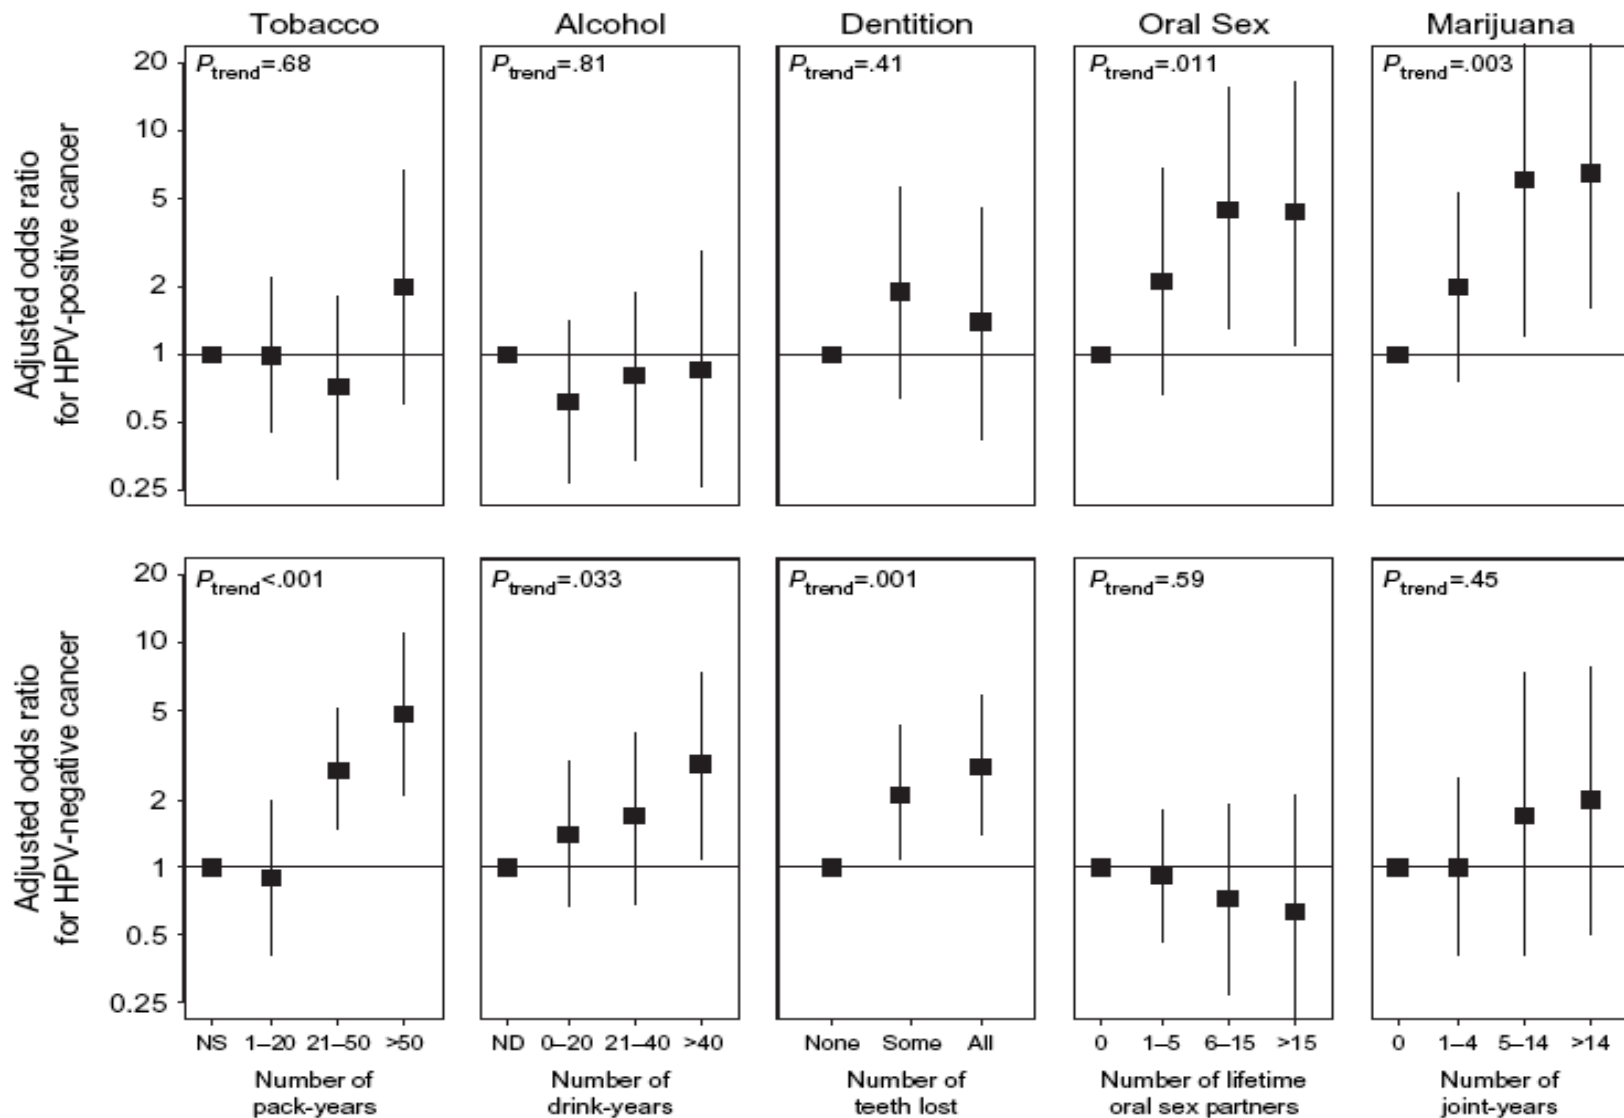 Tobacco Alcohol Dentition Oral Sex Marijuana
Adjusted odds ratio
for HPV-positive cancer
20
10
5
2
1
0.5
0.25
Ptrend=.68
Ptrend=.81
Ptrend=.41
Ptrend=.011
Ptrend=.003
Adjusted odds ratio
for HPV-negative cancer
20
10
5
2
1
0.5
0.25
Ptrend<.001
Ptrend=.033
Ptrend=.001
Ptrend=.59
Ptrend=.45
NS 1–20 21–50 >50
Number of
pack-years
ND 0–20 21–40 >40
Number of
drink-years
None Some All
Number of
teeth lost
0 1–5 6–15 >15
Number of lifetime
oral sex partners
0 1–4 5–14 >14
Number of
joint-years